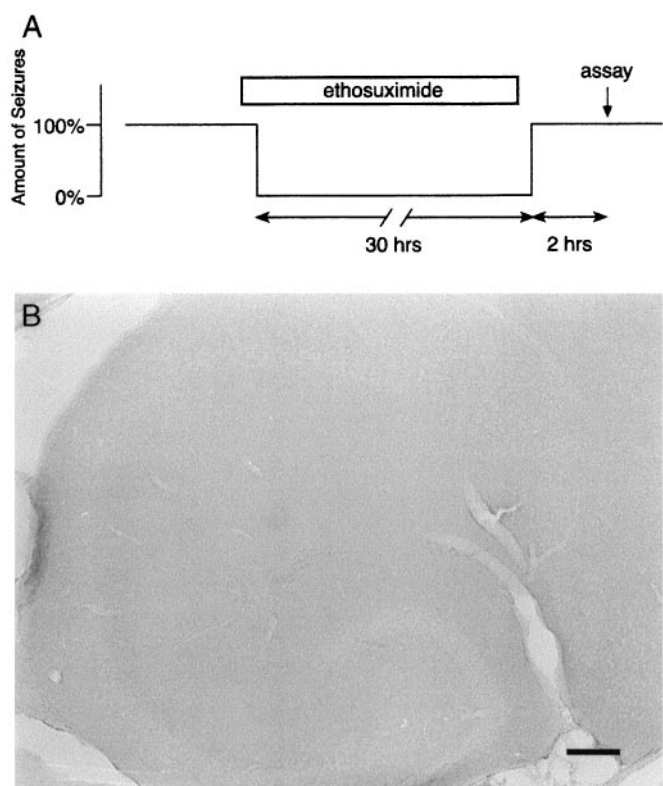 A
Amount of Seizures
100%
0%
ethosuximide
assay
30 hrs
2 hrs
B